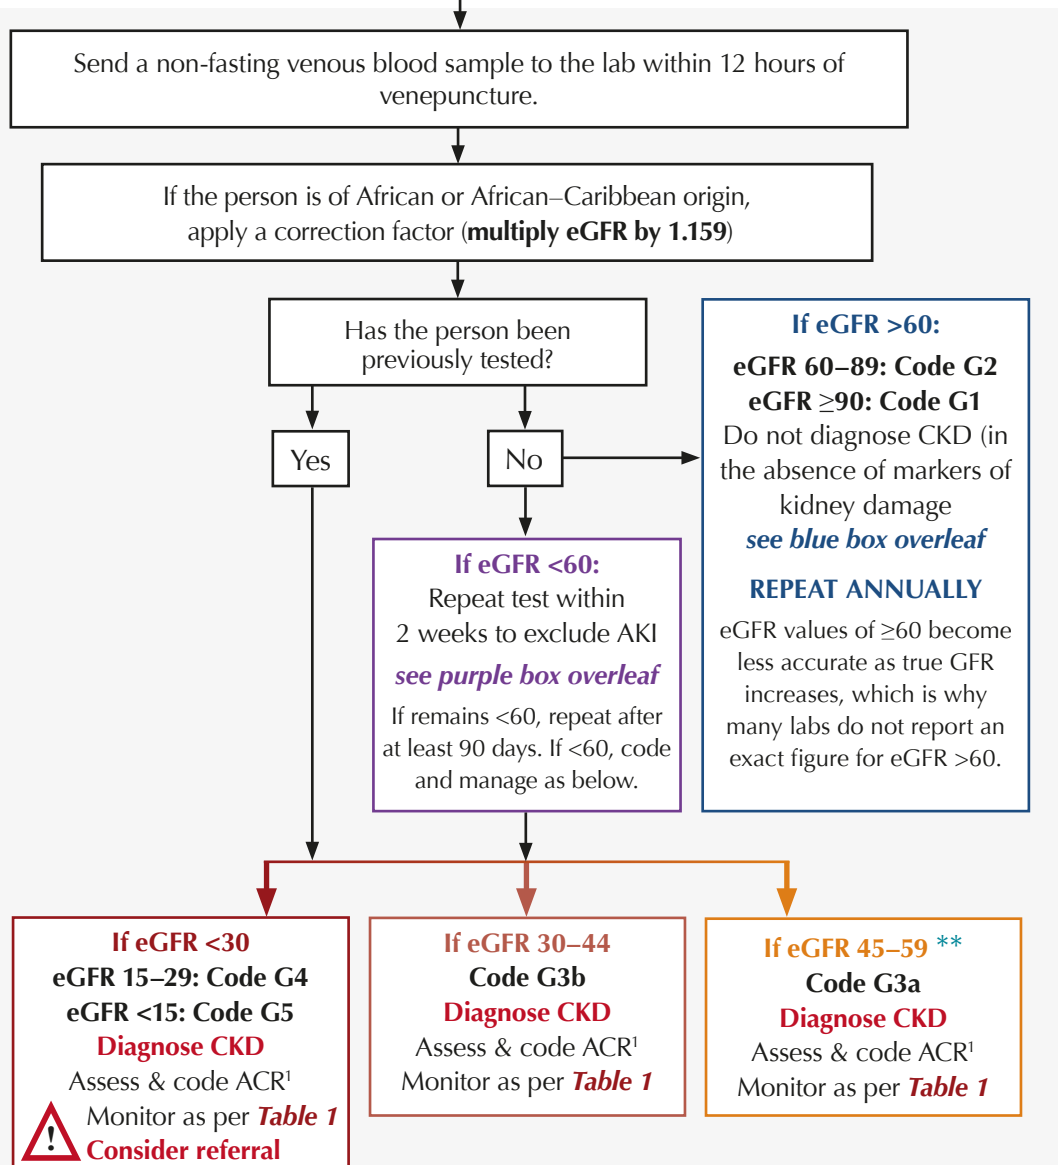 Send a non-fasting venous blood sample to the lab within 12 hours of
venepuncture.
If the person is of African or African–Caribbean origin,
apply a correction factor (multiply eGFR by 1.159)
Has the person been
previously tested?
Yes
No
If eGFR >60:
eGFR 60–89: Code G2
eGFR ≥90: Code G1
Do not diagnose CKD (in
the absence of markers of
kidney damage
see blue box overleaf
REPEAT ANNUALLY
eGFR values of ≥60 become
less accurate as true GFR
increases, which is why
many labs do not report an
exact figure for eGFR >60.
If eGFR <60:
Repeat test within
2 weeks to exclude AKI
see purple box overleaf
If remains <60, repeat after
at least 90 days. If <60, code
and manage as below.
If eGFR <30
eGFR 15–29: Code G4
eGFR <15: Code G5
Diagnose CKD
Assess & code ACR¹
Monitor as per Table 1
! Consider referral
If eGFR 30–44
Code G3b
Diagnose CKD
Assess & code ACR¹
Monitor as per Table 1
If eGFR 45–59 **
Code G3a
Diagnose CKD
Assess & code ACR¹
Monitor as per Table 1